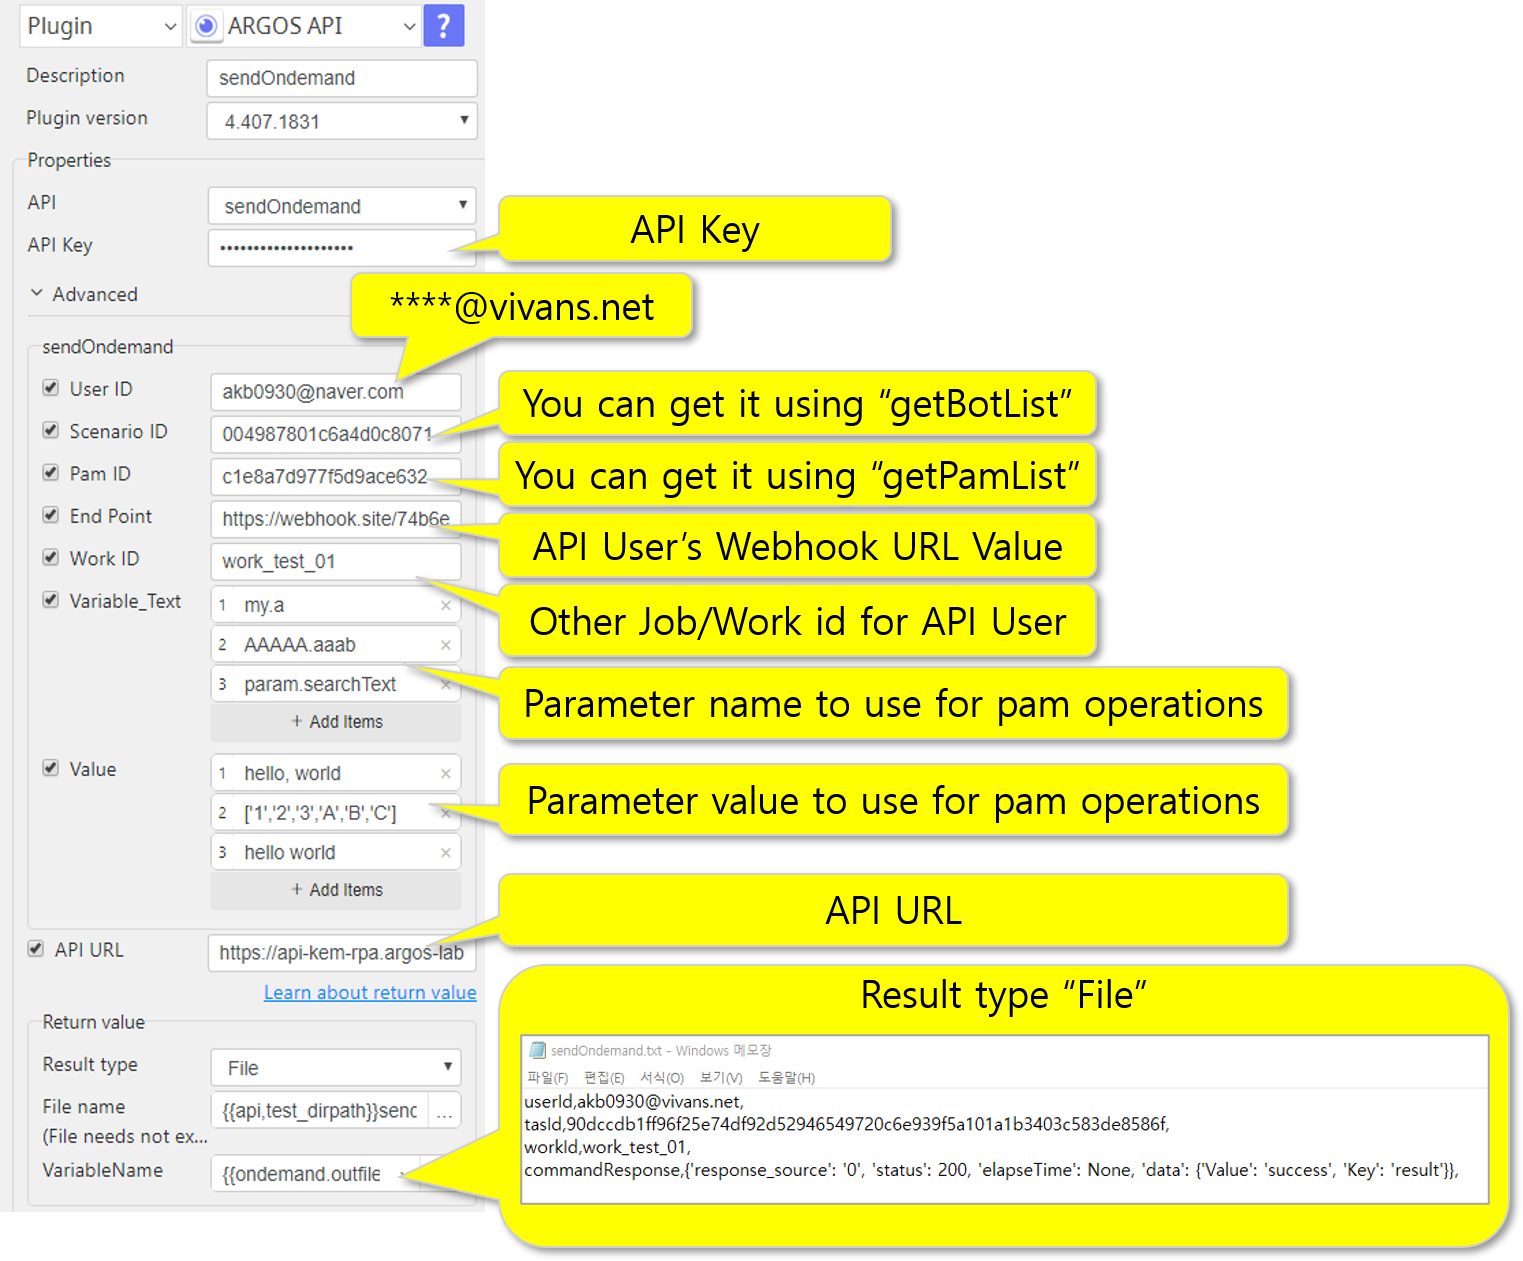 Plugin
ARGOS API
?
Description
sendOndemand
Plugin version
4.407.1831
Properties
API
sendOndemand
API Key
••••••••••••••••••••
API Key
Advanced
****@vivans.net
sendOndemand
User ID
akb0930@naver.com
Scenario ID
004987801c6a4d0c8071
You can get it using “getBotList”
Pam ID
c1e8a7d977f5d9ace632
You can get it using “getPamList”
End Point
https://webhook.site/74b6e
API User’s Webhook URL Value
Work ID
work_test_01
Other Job/Work id for API User
Variable_Text
1 my.a ×
2 AAAAA.aaab ×
3 param.searchText ×
+ Add Items
Parameter name to use for pam operations
Value
1 hello, world ×
2 ['1','2','3','A','B','C'] ×
3 hello world ×
+ Add Items
Parameter value to use for pam operations
API URL
https://api-kem-rpa.argos-lab
API URL
Learn about return value
Return value
Result type
File
File name
(File needs not ex...
{{api,test_dirpath}}senc
...
VariableName
{{ondemand.outfile
Result type “File”
sendOndemand.txt - Windows 메모장
파일(F) 편집(E) 서식(O) 보기(V) 도움말(H)
userId,akb0930@vivans.net,
tasId,90dccdb1ff96f25e74df92d52946549720c6e939f5a101a1b3403c583de8586f,
workId,work_test_01,
commandResponse,{'response_source': '0', 'status': 200, 'elapseTime': None, 'data': {'Value': 'success', 'Key': 'result'}},